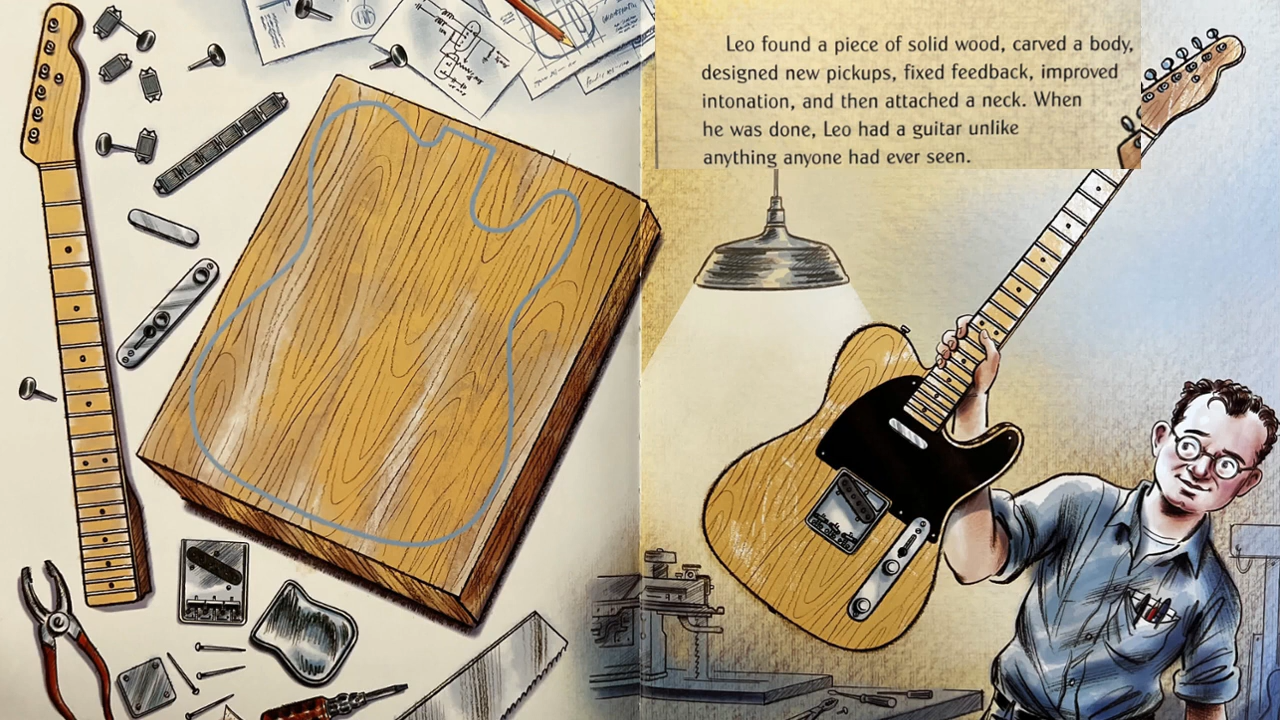 Leo found a piece of solid wood, carved a body,
designed new pickups, fixed feedback, improved
intonation, and then attached a neck. When
he was done, Leo had a guitar unlike
anything anyone had ever seen.